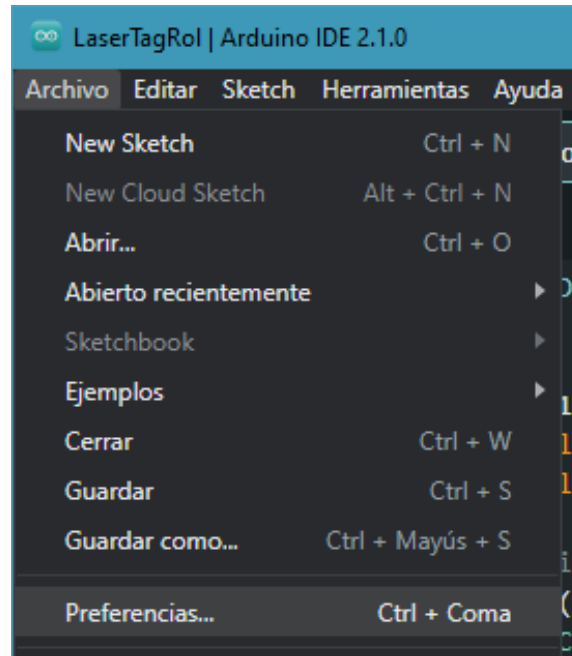 LaserTagRol | Arduino IDE 2.1.0
Archivo Editar Sketch Herramientas Ayuda
New Sketch Ctrl + N
New Cloud Sketch Alt + Ctrl + N
Abrir... Ctrl + O
Abierto recientemente
Sketchbook
Ejemplos
Cerrar Ctrl + W
Guardar Ctrl + S
Guardar como... Ctrl + Mayús + S
Preferencias... Ctrl + Coma